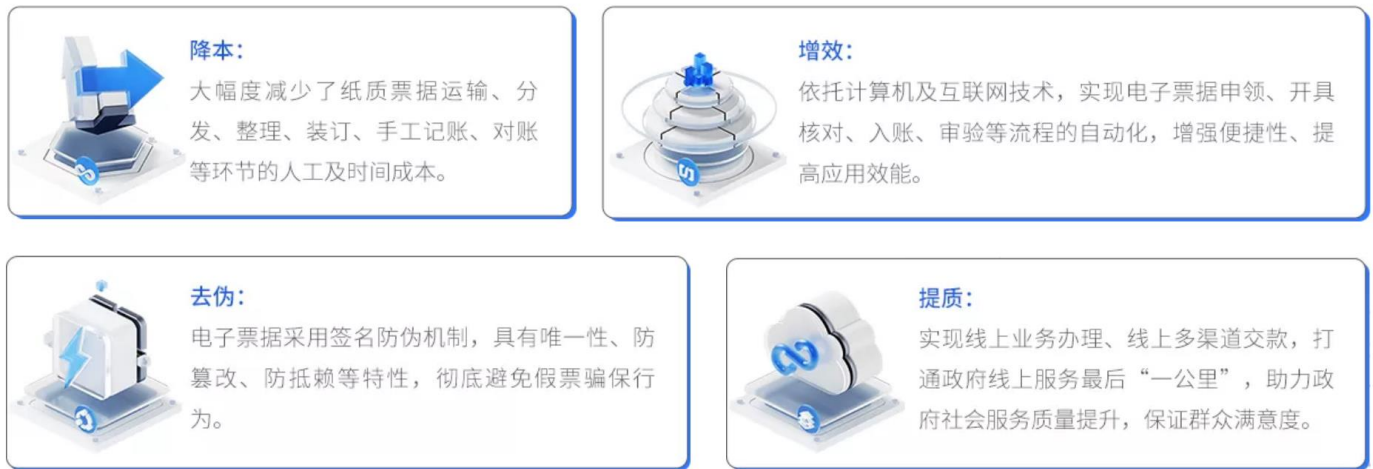 降本：
大幅度减少了纸质票据运输、分
发、整理、装订、手工记账、对账
等环节的人工及时间成本。
增效：
依托计算机及互联网技术，实现电子票据申领、开具
核对、入账、审验等流程的自动化，增强便捷性、提
高应用效能。
去伪：
电子票据采用签名防伪机制，具有唯一性、防
篡改、防抵赖等特性，彻底避免假票骗保行
为。
提质：
实现线上业务办理、线上多渠道交款，打
通政府线上服务最后“一公里”，助力政
府社会服务质量提升，保证群众满意度。